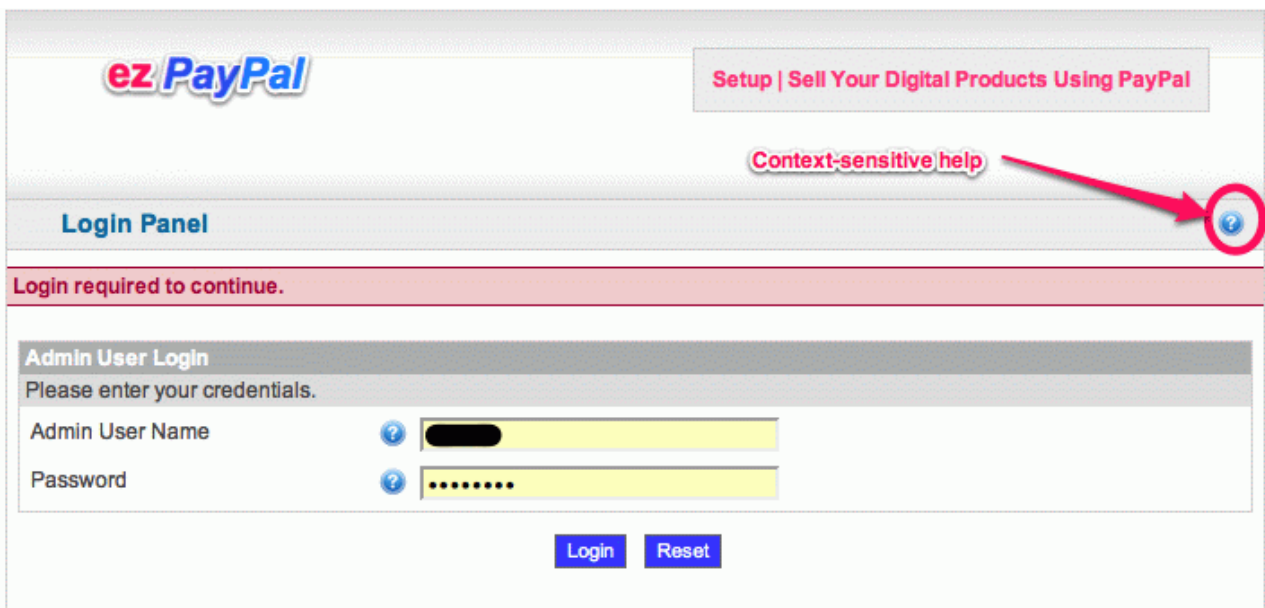 ez PayPal
Setup | Sell Your Digital Products Using PayPal
Context-sensitive help
Login Panel
Login required to continue.
Admin User Login
Please enter your credentials.
Admin User Name
Password
Login Reset